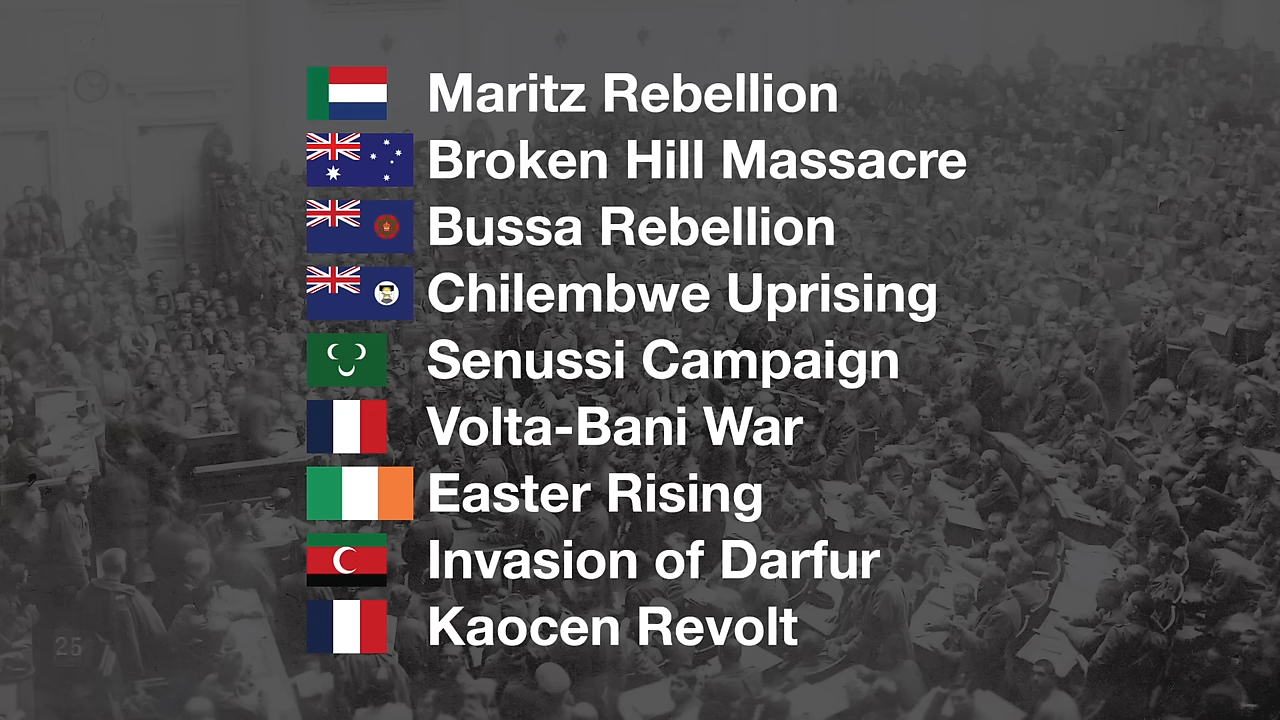 Maritz Rebellion
Broken Hill Massacre
Bussa Rebellion
Chilembwe Uprising
Senussi Campaign
Volta-Bani War
Easter Rising
Invasion of Darfur
Kaocen Revolt
25